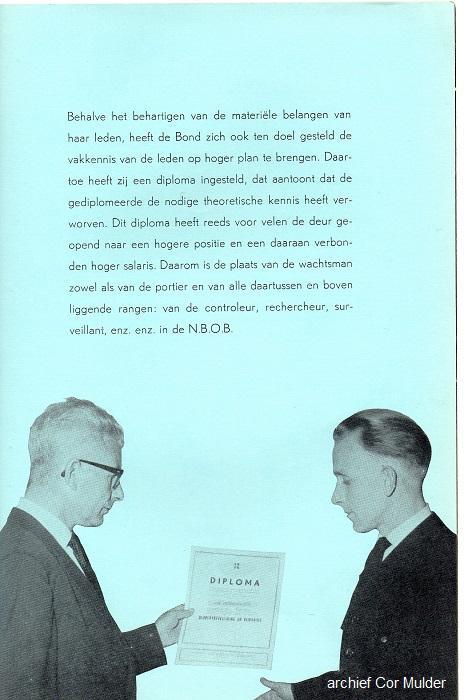 Behalve het behartigen van de materiële belangen van
haar leden, heeft de Bond zich ook ten doel gesteld de
vakkennis van de leden op hoger plan te brengen. Daar-
toe heeft zij een diploma ingesteld, dat aantoont dat de
gediplomeerde de nodige theoretische kennis heeft ver-
worven. Dit diploma heeft reeds voor velen de deur ge-
opend naar een hogere positie en een daaraan verbon-
den hoger salaris. Daarom is de plaats van de wachtsman
zowel als van de portier en van alle daartussen en boven
liggende rangen: van de controleur, rechercheur, sur-
veillant, enz. enz. in de N.B.O.B.
DIPLOMA
archief Cor Mulder